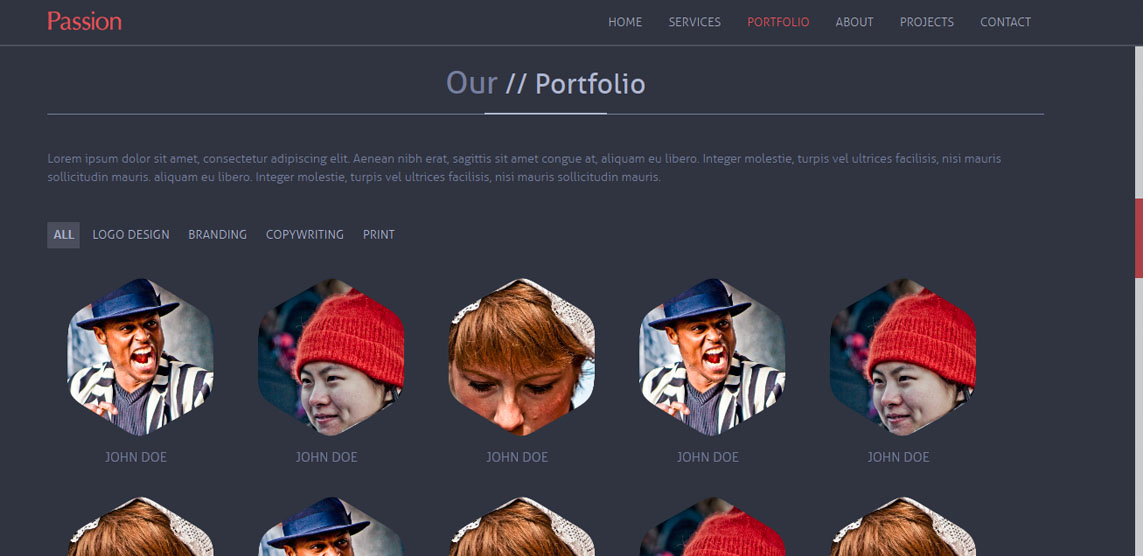 Passion
HOME SERVICES PORTFOLIO ABOUT PROJECTS CONTACT
Our // Portfolio
Lorem ipsum dolor sit amet, consectetur adipiscing elit. Aenean nibh erat, sagittis sit amet congue at, aliquam eu libero. Integer molestie, turpis vel ultrices facilisis, nisi mauris
sollicitudin mauris. aliquam eu libero. Integer molestie, turpis vel ultrices facilisis, nisi mauris sollicitudin mauris.
ALL LOGO DESIGN BRANDING COPYWRITING PRINT
JOHN DOE JOHN DOE JOHN DOE JOHN DOE JOHN DOE